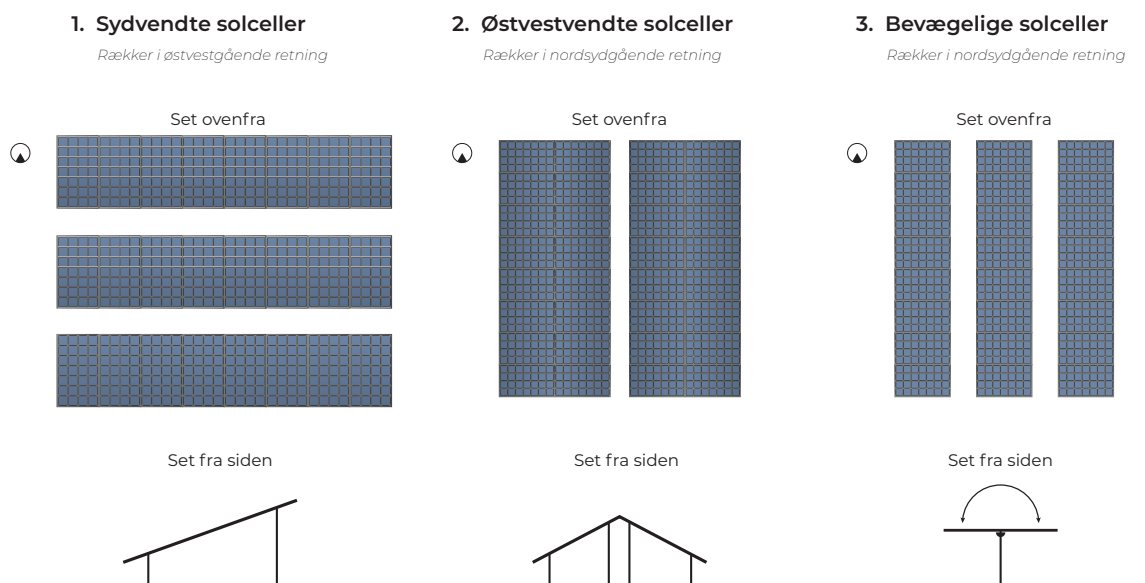 1. Sydvendte solceller
Rækker i østvestgående retning
Set ovenfra
Set fra siden
2. Østvestvendte solceller
Rækker i nordsydgående retning
Set ovenfra
Set fra siden
3. Bevægelige solceller
Rækker i nordsydgående retning
Set ovenfra
Set fra siden